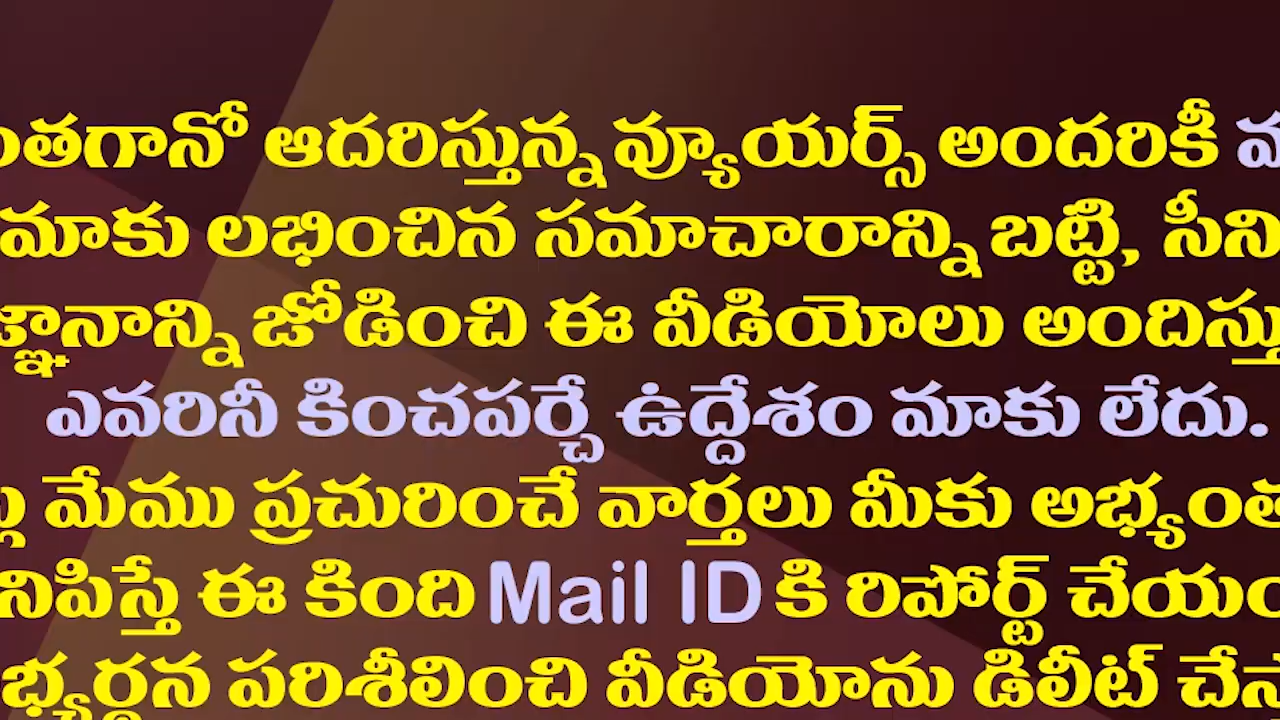 ంతగానో ఆదరిస్తున్న వ్యూయర్స్ అందరికీ
మాకు లభించిన సమాచారాన్ని బట్టి, సీని
జ్ఞానాన్ని జోడించి ఈ వీడియోలు అందిస్తు
ఎవరినీ కించపర్చే ఉద్దేశం మాకు లేదు.
మేము ప్రచురించే వార్తలు మీకు అభ్యంత
నిపిస్తే ఈ కింది Mail ID కి రిపోర్ట్ చేయం
భ్యర్థన పరిశీలించి వీడియోను డిలీట్ చేస